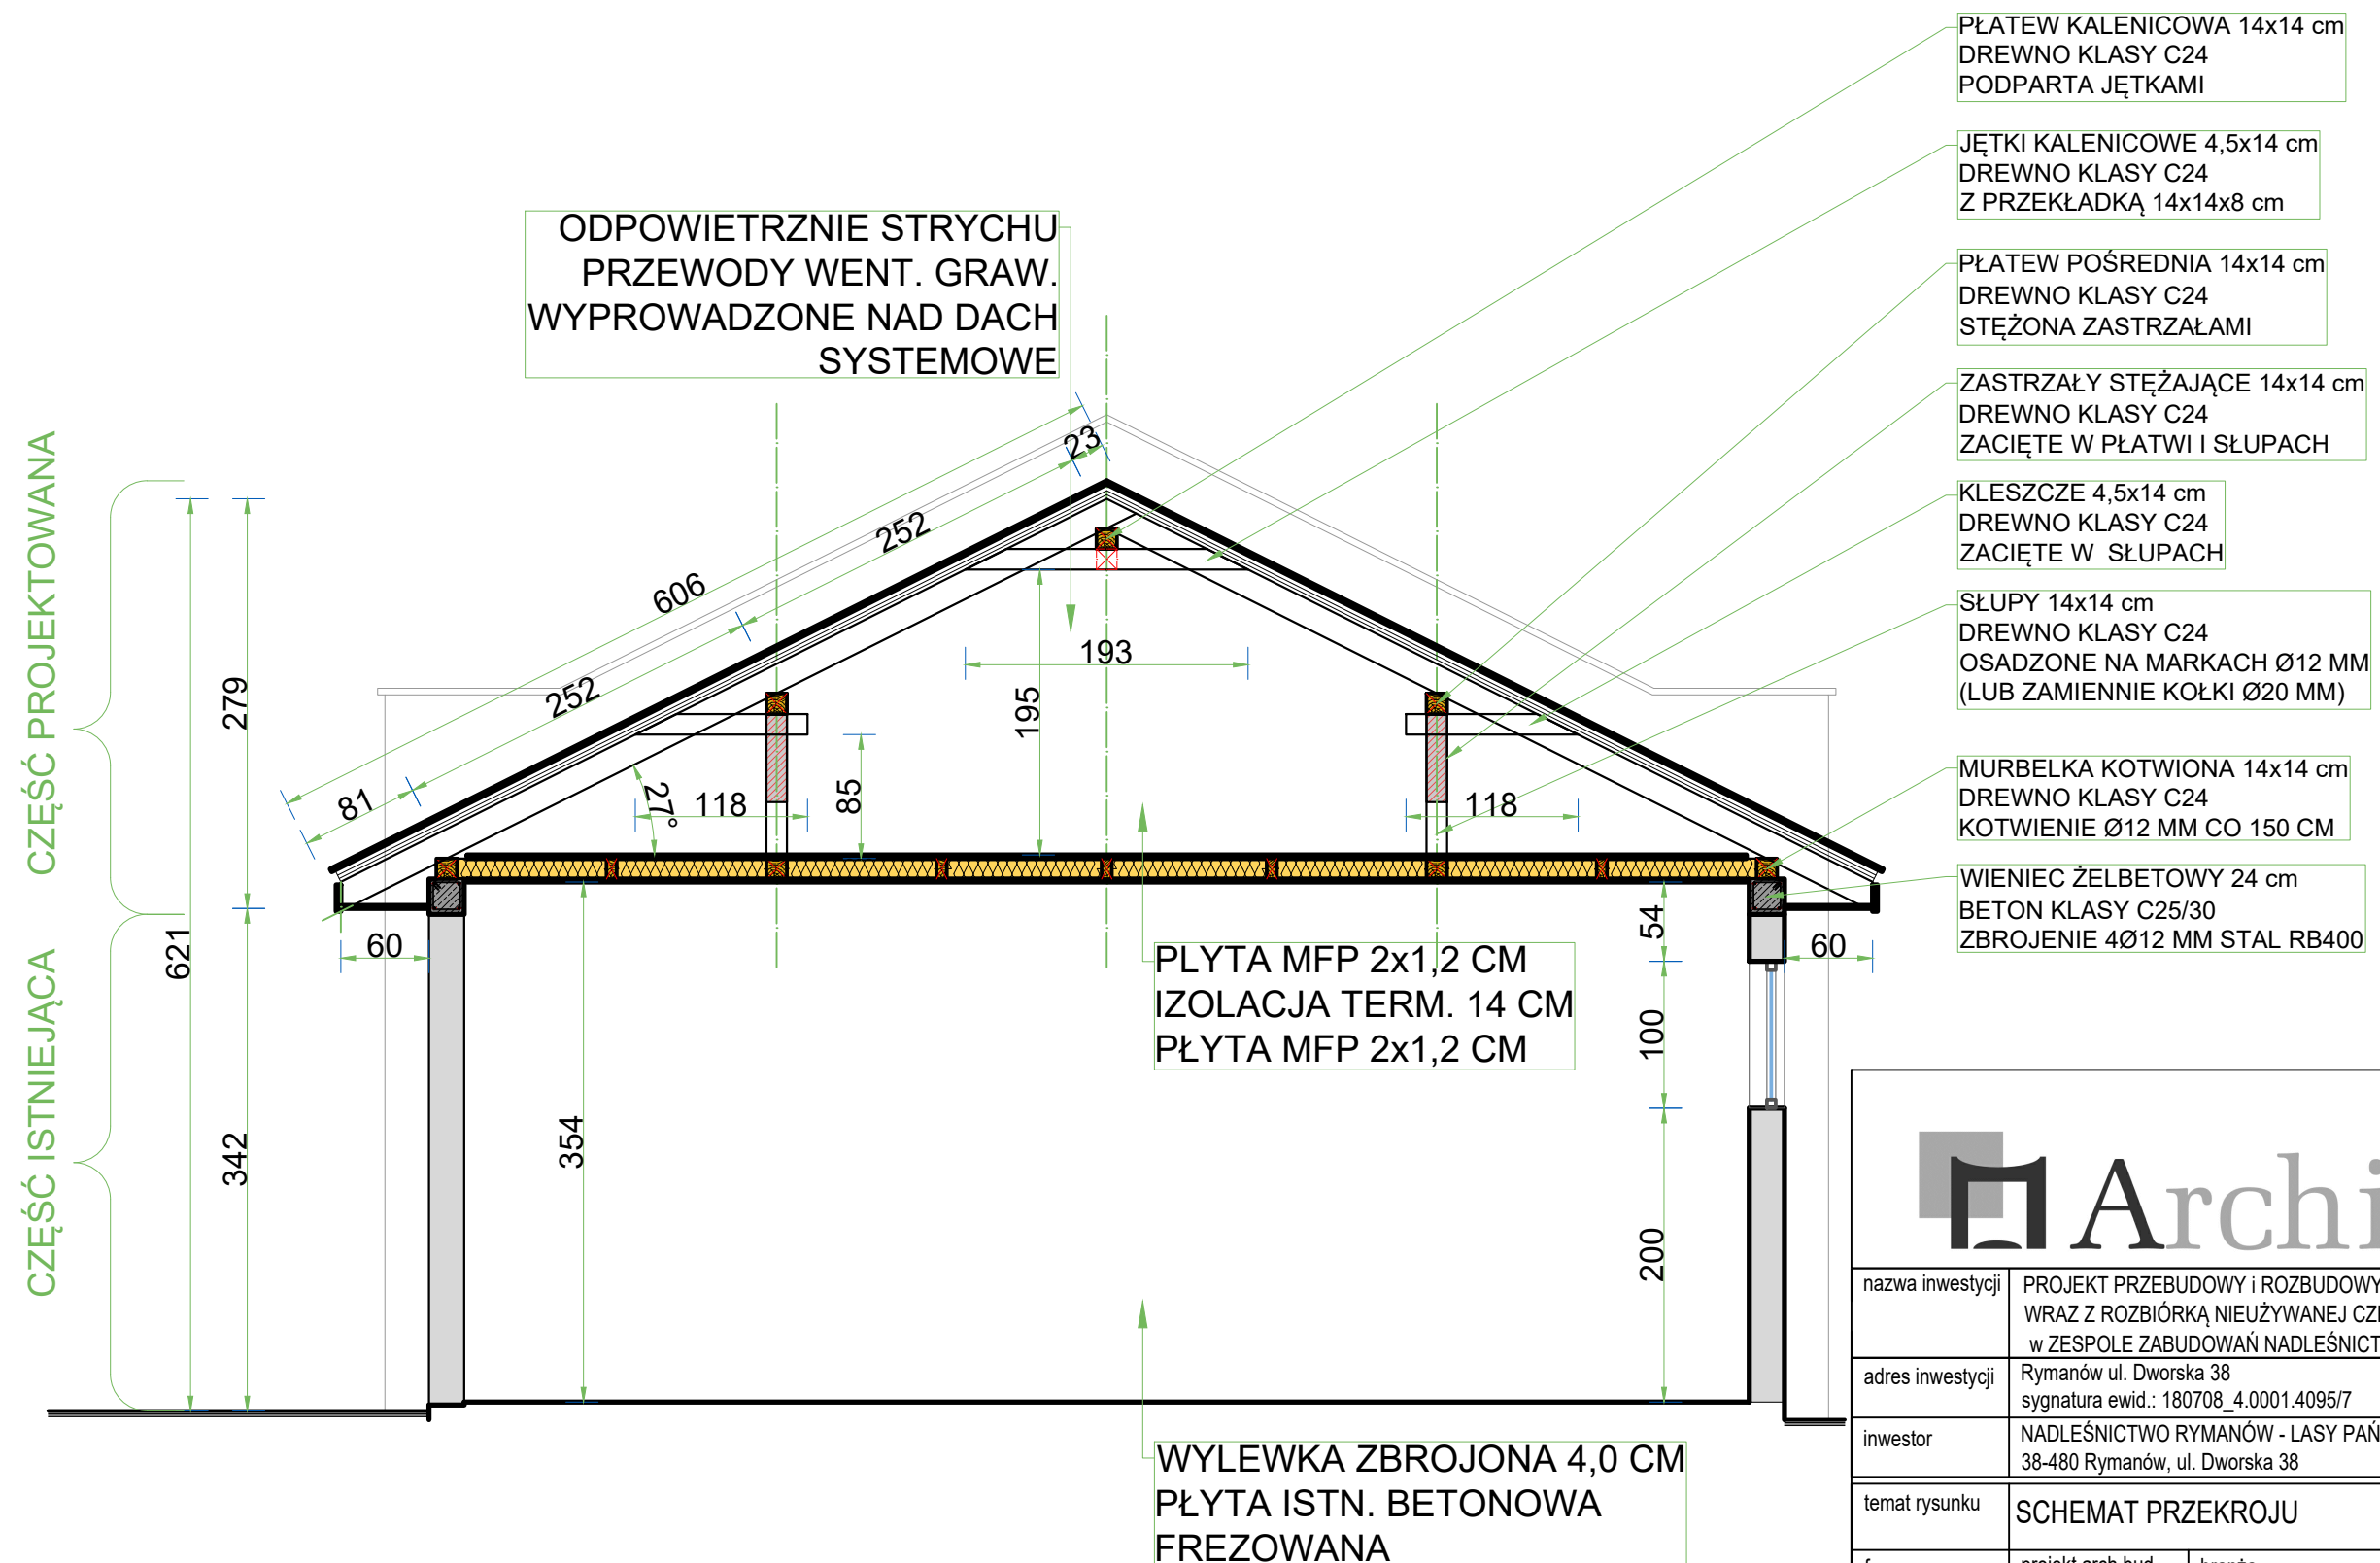 PŁATEW KALENICOWA 14x14 cm
DREWNO KLASY C24
PODPARTA JĘTKAMI
JĘTKI KALENICOWE 4,5x14 cm
DREWNO KLASY C24
Z PRZEKŁADKĄ 14x14x8 cm
PŁATEW POŚREDNIA 14x14 cm
DREWNO KLASY C24
STĘŻONA ZASTRZAŁAMI
ZASTRZAŁY STĘŻAJĄCE 14x14 cm
DREWNO KLASY C24
ZACIĘTE W PŁATWI I SŁUPACH
KLESZCZE 4,5x14 cm
DREWNO KLASY C24
ZACIĘTE W SŁUPACH
SŁUPY 14x14 cm
DREWNO KLASY C24
OSADZONE NA MARKACH Ø12 MM
(LUB ZAMIENNIE KOŁKI Ø20 MM)
MURBELKA KOTWIONA 14x14 cm
DREWNO KLASY C24
KOTWIENIE Ø12 MM CO 150 CM
WIENIEC ŻELBETOWY 24 cm
BETON KLASY C25/30
ZBROJENIE 4Ø12 MM STAL RB400
ODPOWIETRZNIE STRYCHU
PRZEWODY WENT. GRAW.
WYPROWADZONE NAD DACH
SYSTEMOWE
CZĘŚĆ PROJEKTOWANA
CZĘŚĆ ISTNIEJĄCA
621
279
342
606
23
252
252
81
27°
118
85
195
193
118
60
60
354
54
100
200
PLYTA MFP 2x1,2 CM
IZOLACJA TERM. 14 CM
PŁYTA MFP 2x1,2 CM
WYLEWKA ZBROJONA 4,0 CM
PŁYTA ISTN. BETONOWA
FREZOWANA
Archi
nazwa inwestycji
PROJEKT PRZEBUDOWY i ROZBUDOWY
WRAZ Z ROZBIÓRKĄ NIEUŻYWANEJ
w ZESPOLE ZABUDOWAŃ
adres inwestycji
Rymanów ul. Dworska 38
sygnatura ewid.: 180708_4.0001.4095/7
inwestor
NADLEŚNICTWO RYMANÓW - LASY
38-480 Rymanów, ul. Dworska 38
temat rysunku
SCHEMAT PRZEKROJU